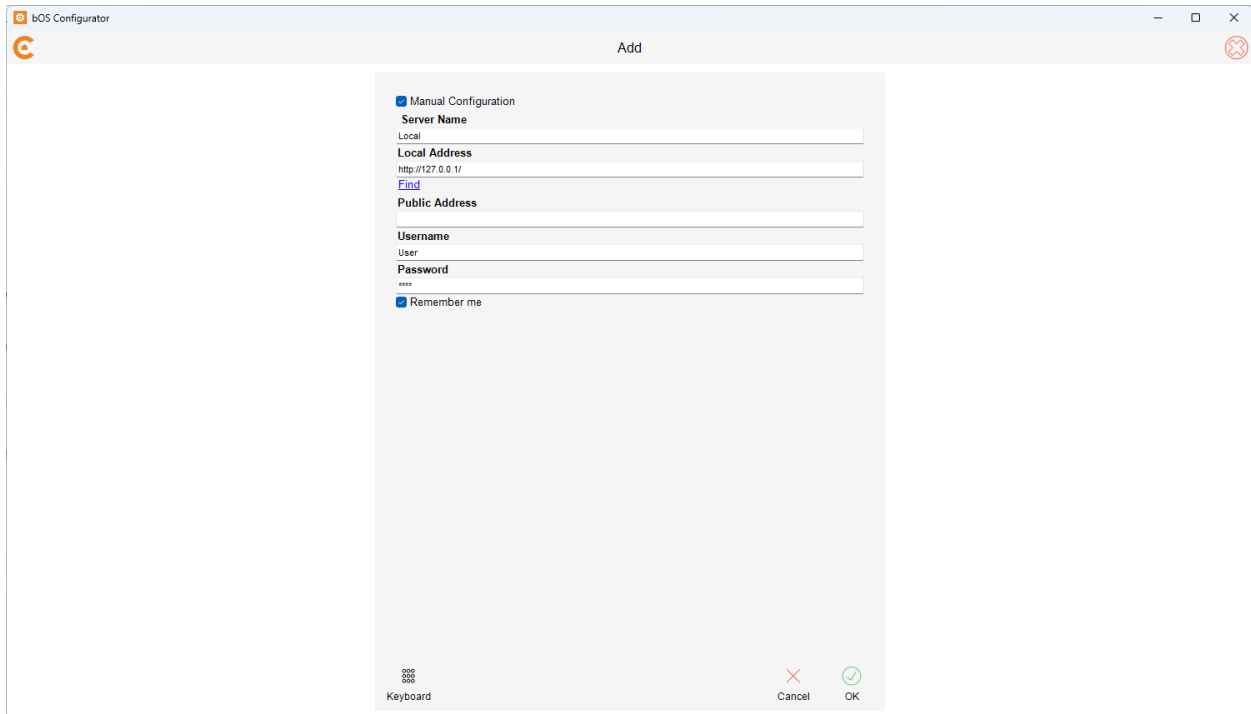 bOS Configurator
Add
Manual Configuration
Server Name
Local
Local Address
http://127.0.0.1/
Find
Public Address
Username
User
Password
****
Remember me
Keyboard
Cancel
OK